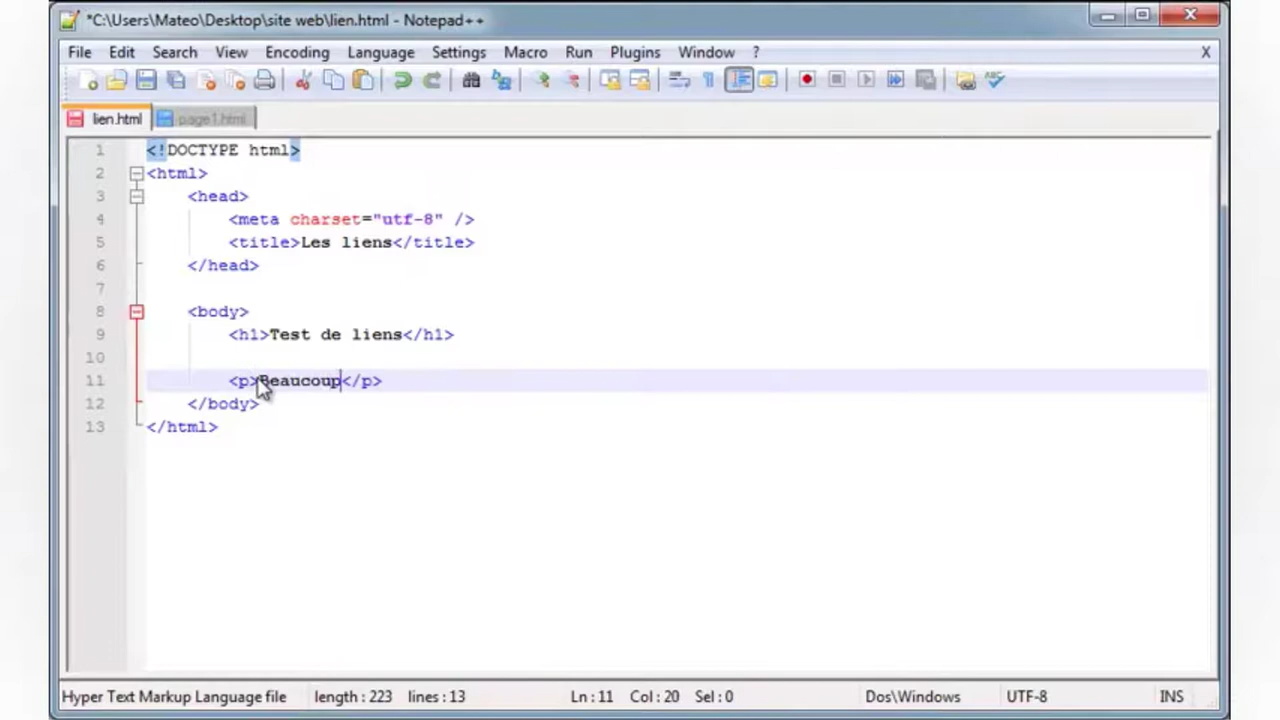 *C:\Users\Mateo\Desktop\site web\lien.html - Notepad++
File Edit Search View Encoding Language Settings Macro Run Plugins Window ? X
lien.html page1.html
1 <!DOCTYPE html>
2 <html>
3 <head>
4 <meta charset="utf-8" />
5 <title>Les liens</title>
6 </head>
7
8 <body>
9 <h1>Test de liens</h1>
10
11 <p>Beaucoup</p>
12 </body>
13 </html>
Hyper Text Markup Language file length : 223 lines : 13 Ln : 11 Col : 20 Sel : 0 Dos\Windows UTF-8 INS